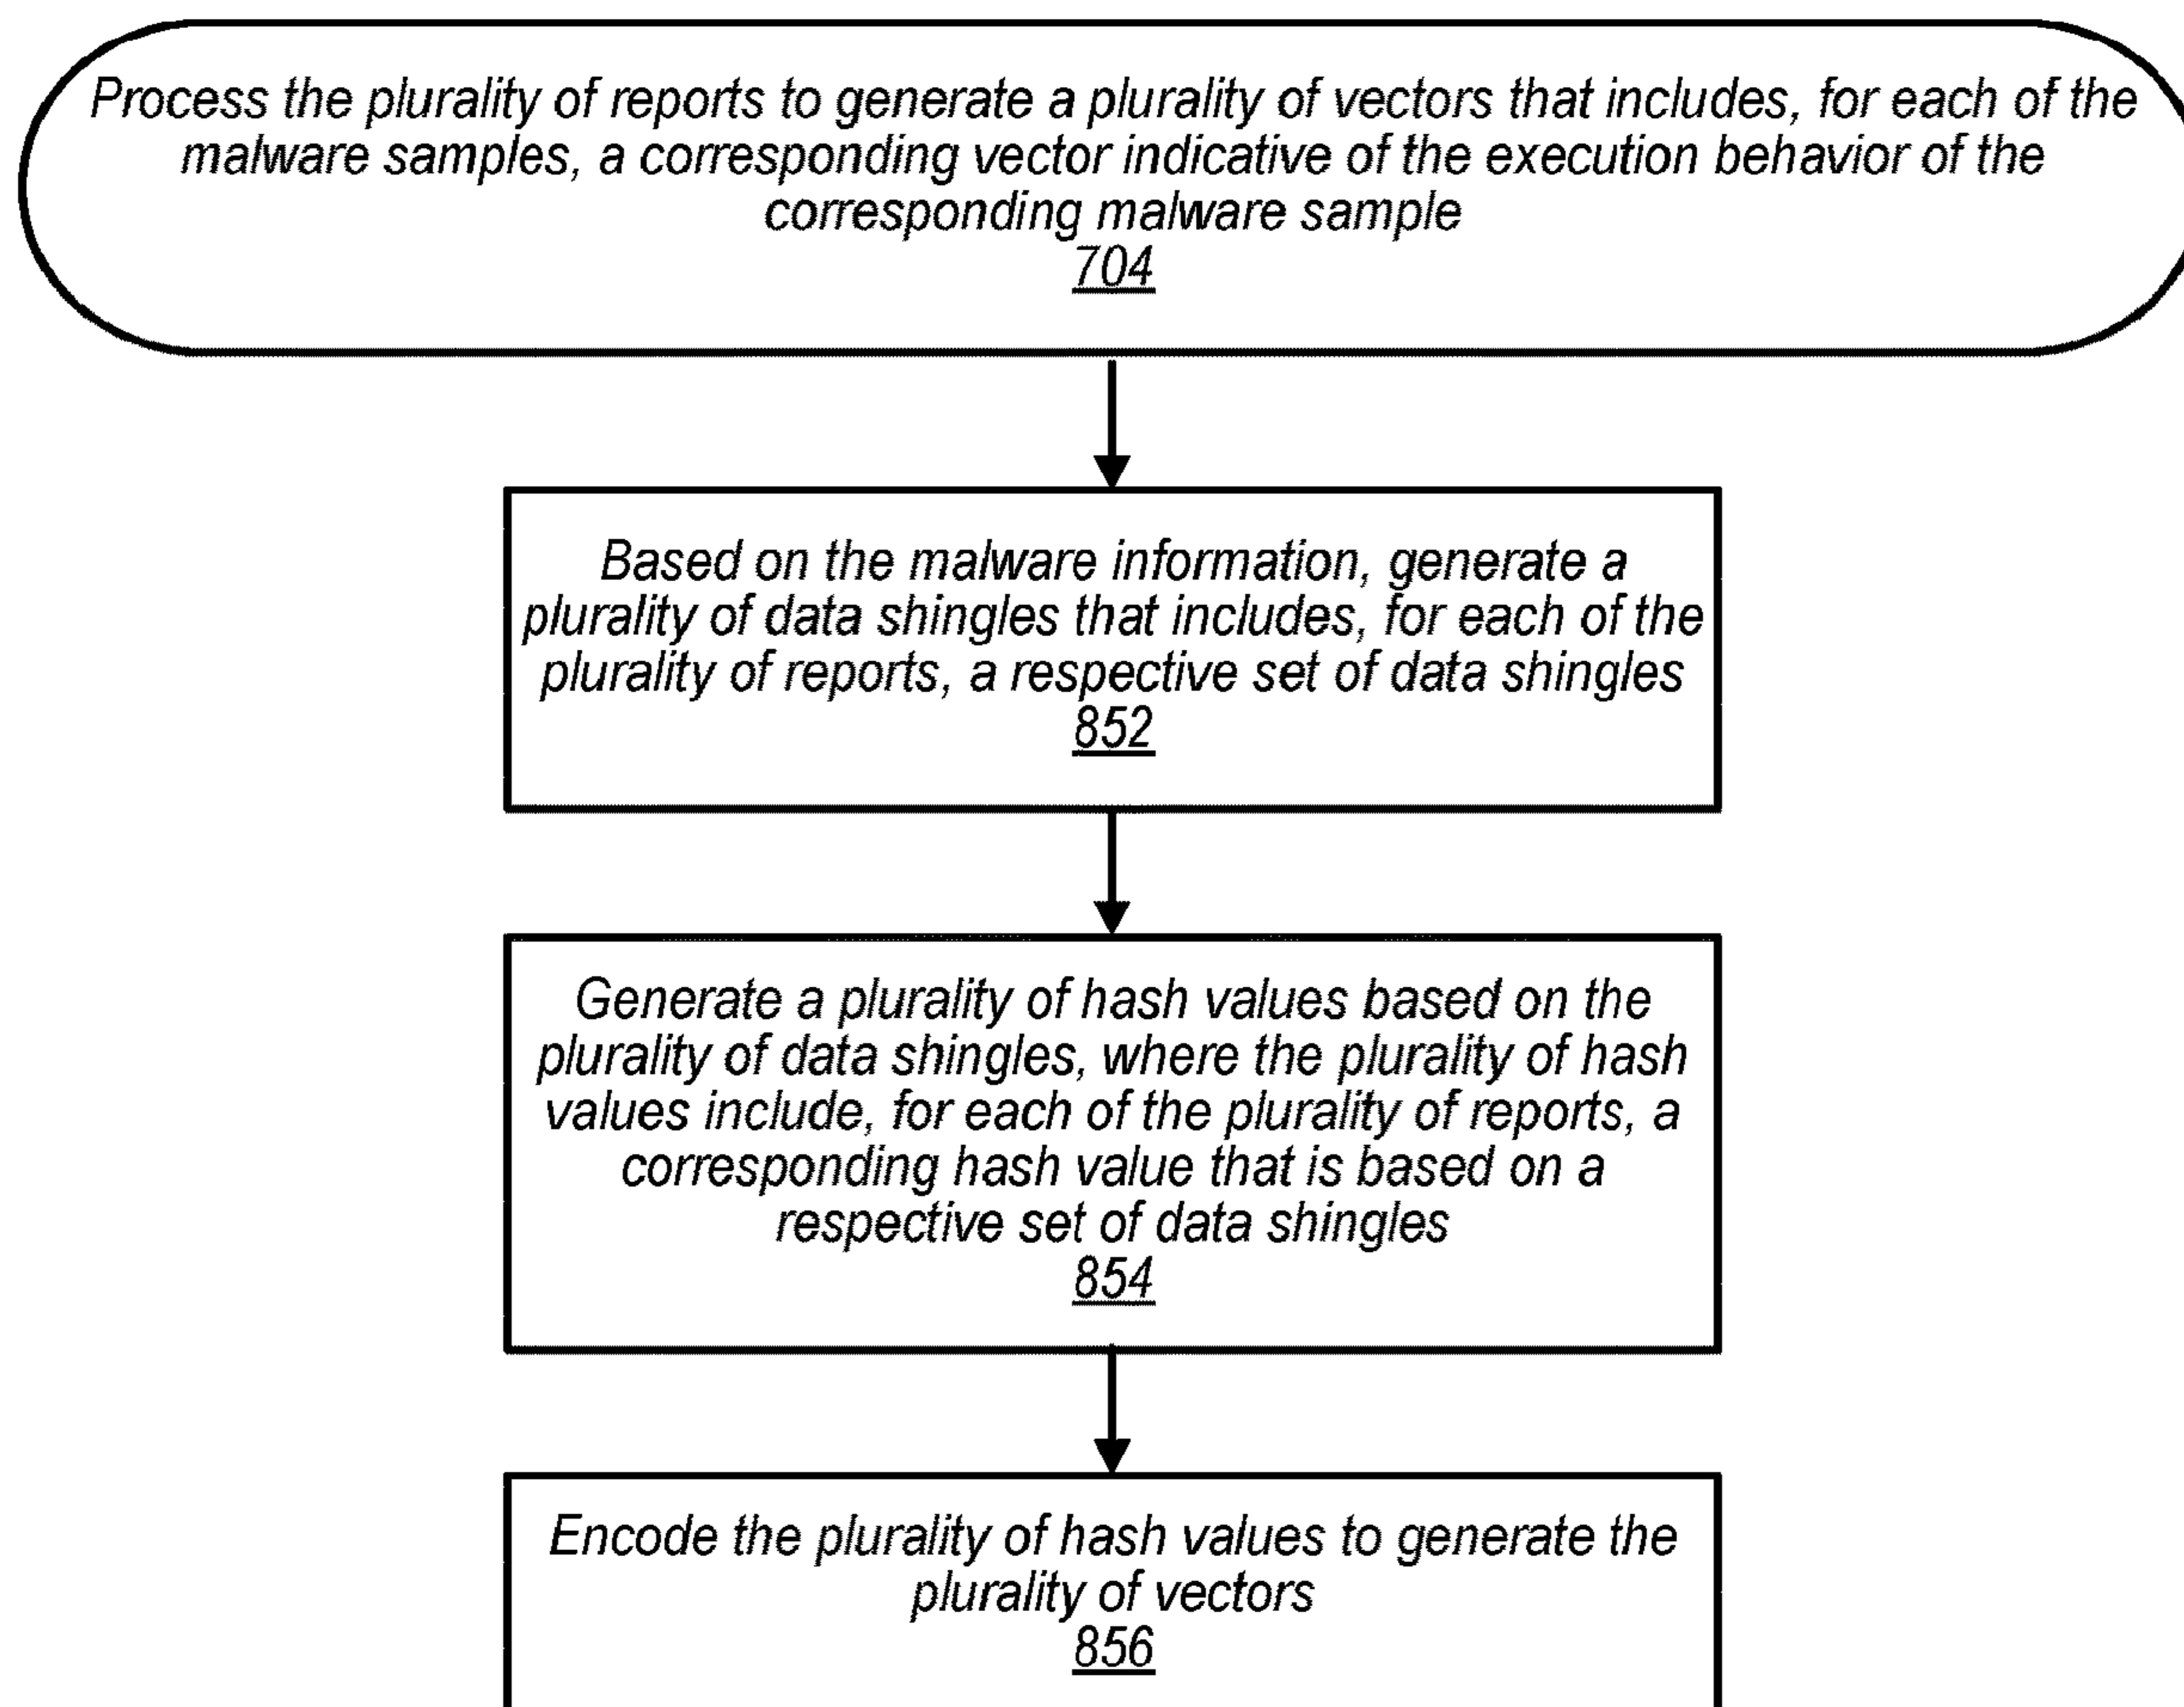 Process the plurality of reports to generate a plurality of vectors that includes, for each of the
malware samples, a corresponding vector indicative of the execution behavior of the
corresponding malware sample
704
Based on the malware information, generate a
plurality of data shingles that includes, for each of the
plurality of reports, a respective set of data shingles
852
Generate a plurality of hash values based on the
plurality of data shingles, where the plurality of hash
values include, for each of the plurality of reports, a
corresponding hash value that is based on a
respective set of data shingles
854
Encode the plurality of hash values to generate the
plurality of vectors
856